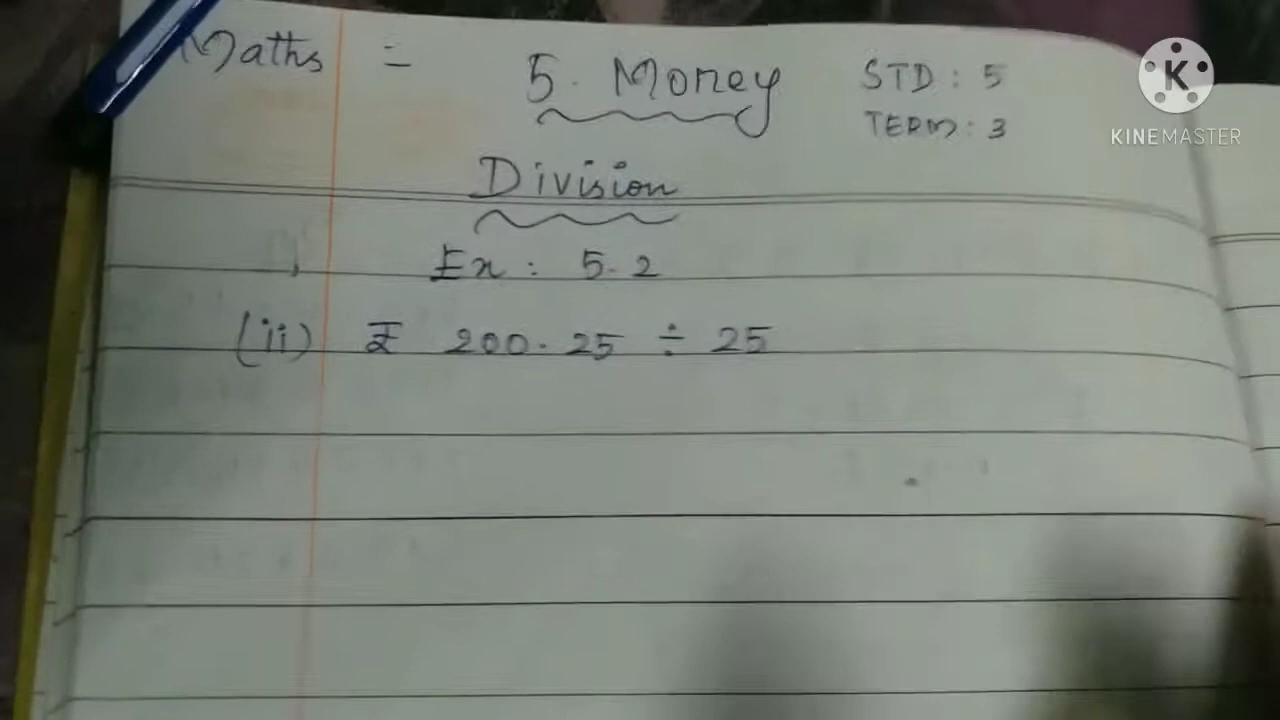 Maths = 5. Money STD : 5
TERM : 3
Division
Ex : 5.2
(ii) ₹ 200.25 ÷ 25
K
KINEMASTER